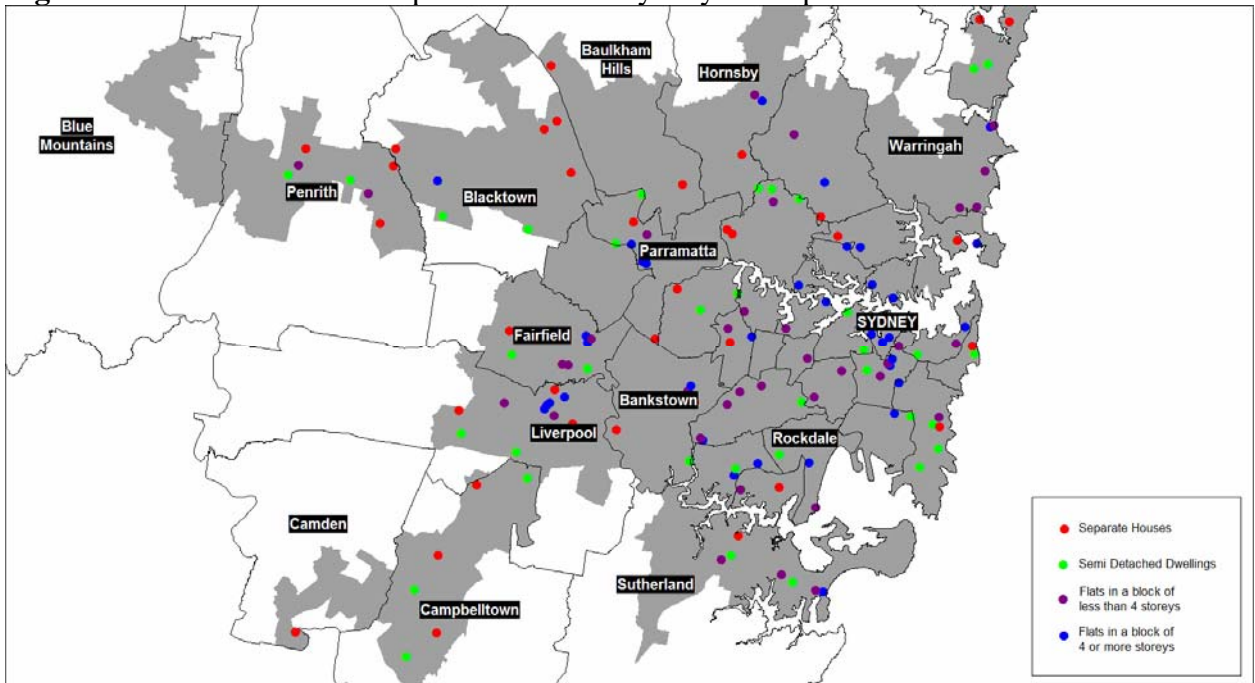 Baulkham
Hills
Hornsby
Blue
Mountains
Warringah
Penrith
Blacktown
Parramatta
SYDNEY
Fairfield
Bankstown
Liverpool
Rockdale
Camden
Sutherland
Campbelltown
Separate Houses
Semi Detached Dwellings
Flats in a block of
less than 4 storeys
Flats in a block of
4 or more storeys